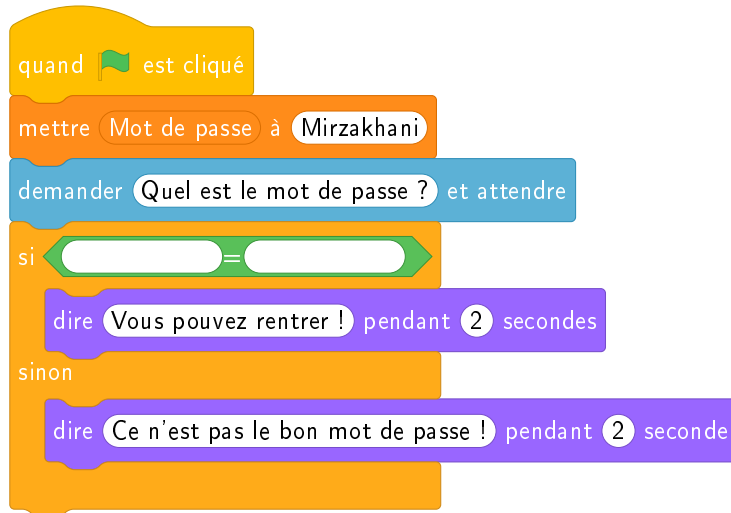 quand est cliqué
mettre Mot de passe à Mirzakhani
demander Quel est le mot de passe ? et attendre
si =
dire Vous pouvez rentrer ! pendant 2 secondes
sinon
dire Ce n'est pas le bon mot de passe ! pendant 2 seconde